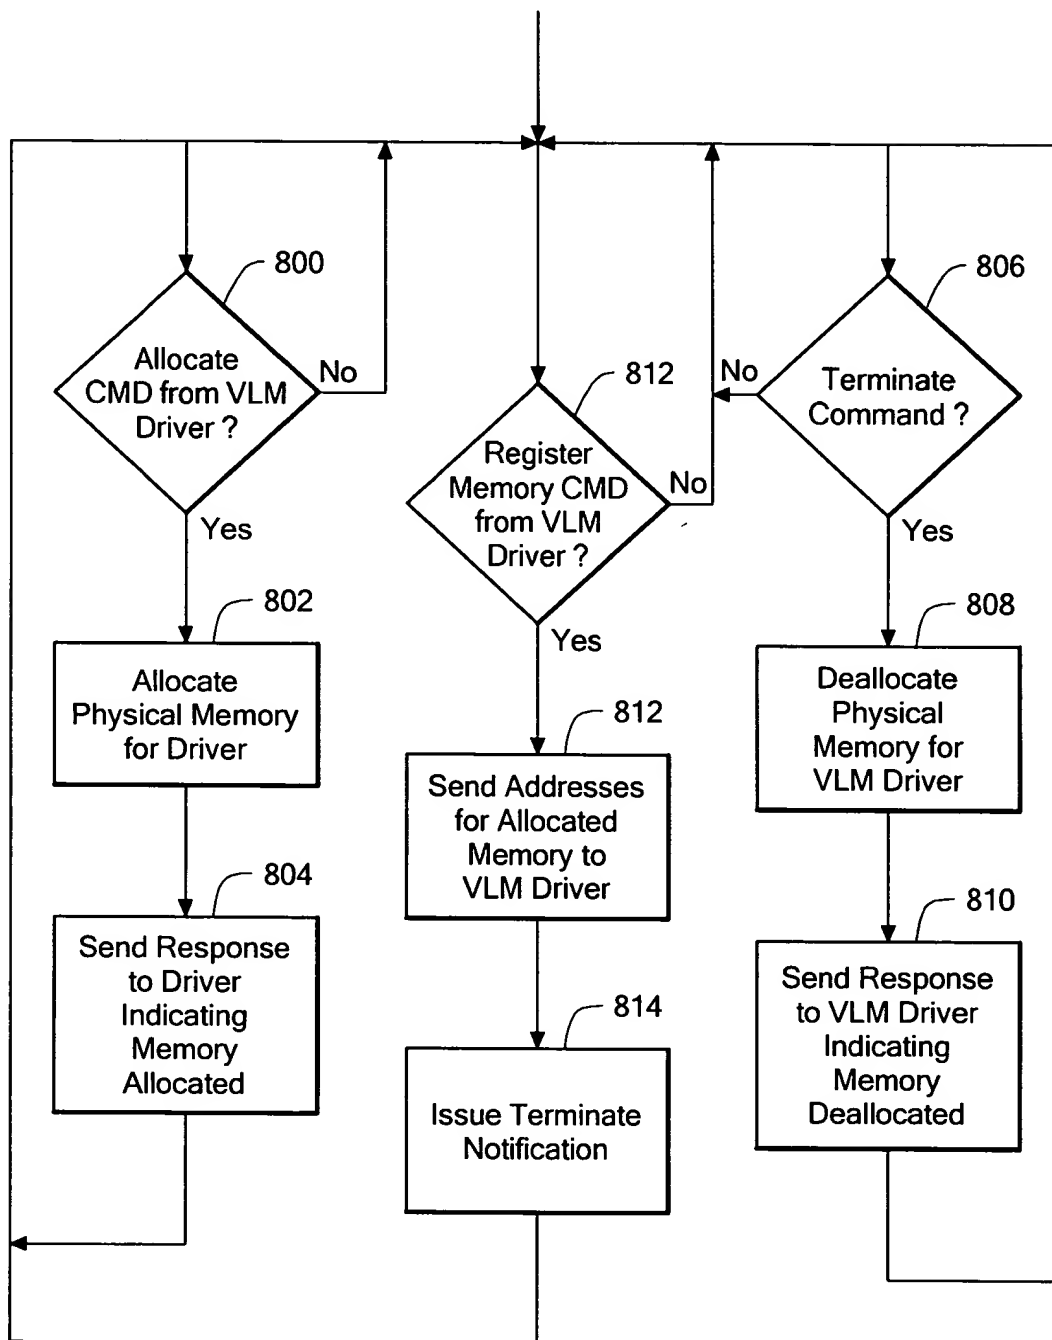 800
Allocate
CMD from VLM
Driver ?
No
Yes
802
Allocate
Physical Memory
for Driver
804
Send Response
to Driver
Indicating
Memory
Allocated
812
Register
Memory CMD
from VLM
Driver ?
No
Yes
812
Send Addresses
for Allocated
Memory to
VLM Driver
814
Issue Terminate
Notification
806
Terminate
Command ?
No
Yes
808
Deallocate
Physical
Memory for
VLM Driver
810
Send Response
to VLM Driver
Indicating
Memory
Deallocated